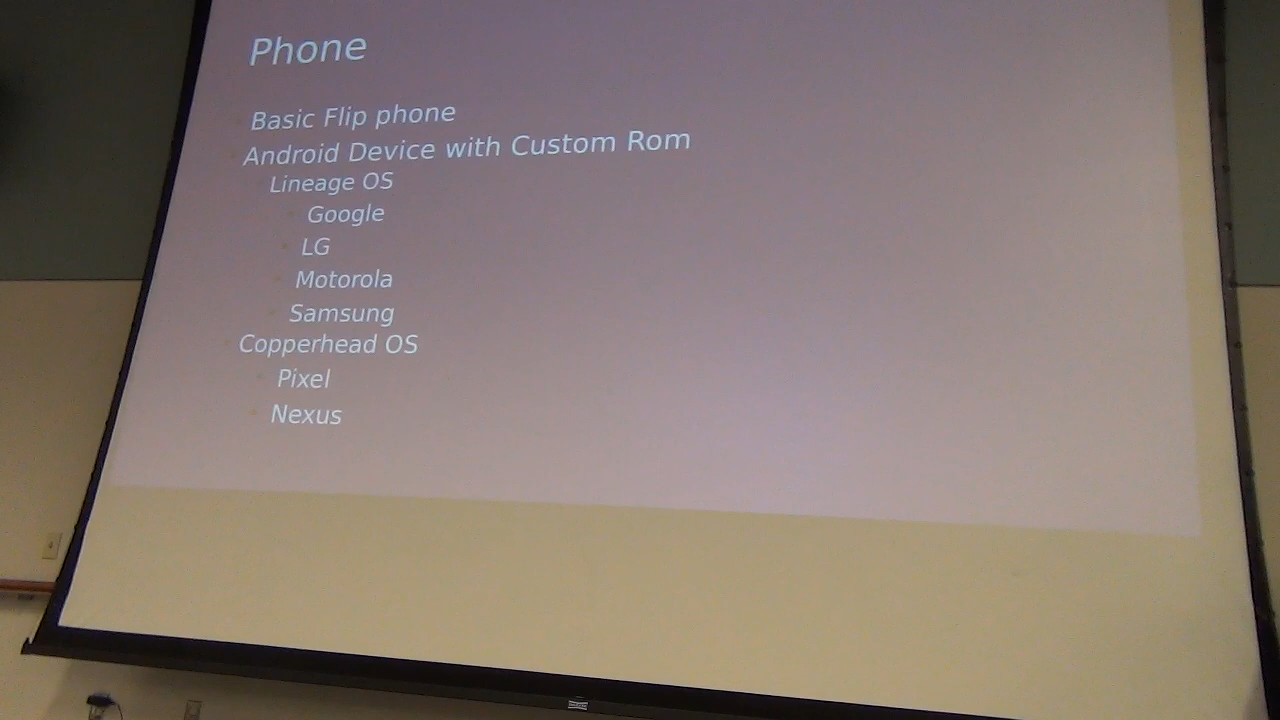 Phone
Basic Flip phone
Android Device with Custom Rom
Lineage OS
Google
LG
Motorola
Samsung
Copperhead OS
Pixel
Nexus